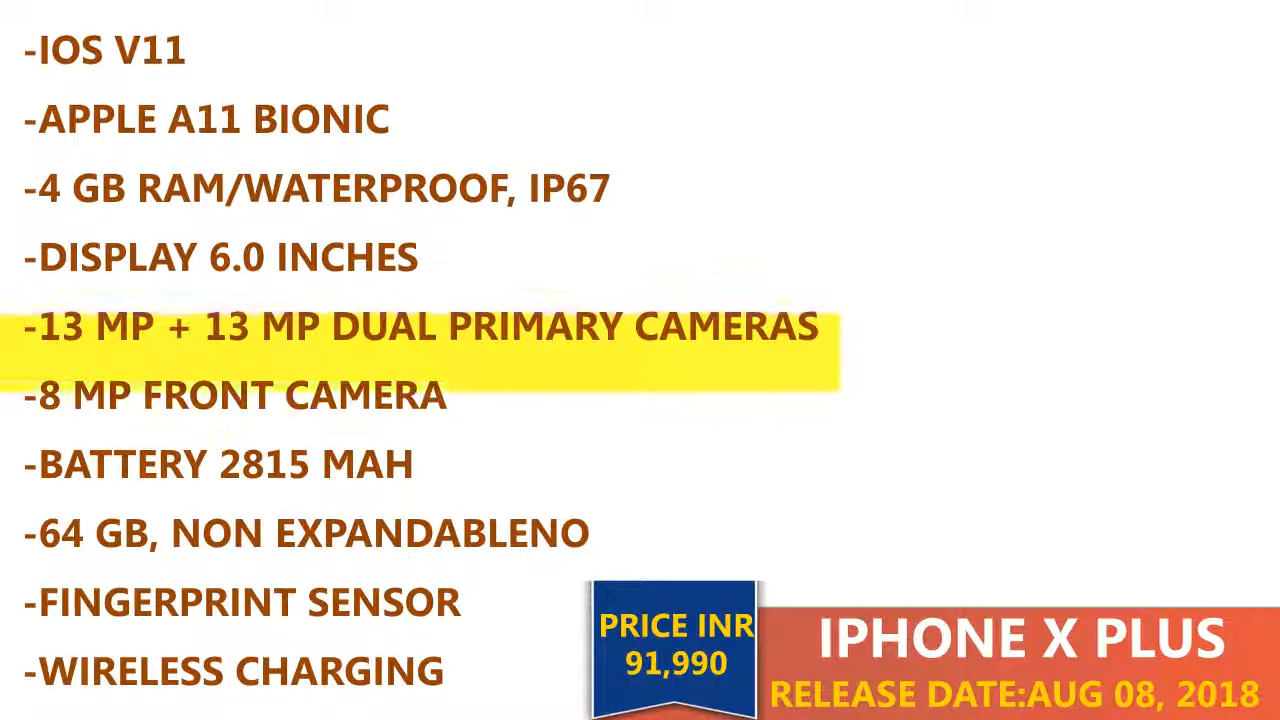 -IOS V11
-APPLE A11 BIONIC
-4 GB RAM/WATERPROOF, IP67
-DISPLAY 6.0 INCHES
-13 MP + 13 MP DUAL PRIMARY CAMERAS
-8 MP FRONT CAMERA
-BATTERY 2815 MAH
-64 GB, NON EXPANDABLENO
-FINGERPRINT SENSOR
-WIRELESS CHARGING
PRICE INR
91,990
IPHONE X PLUS
RELEASE DATE:AUG 08, 2018